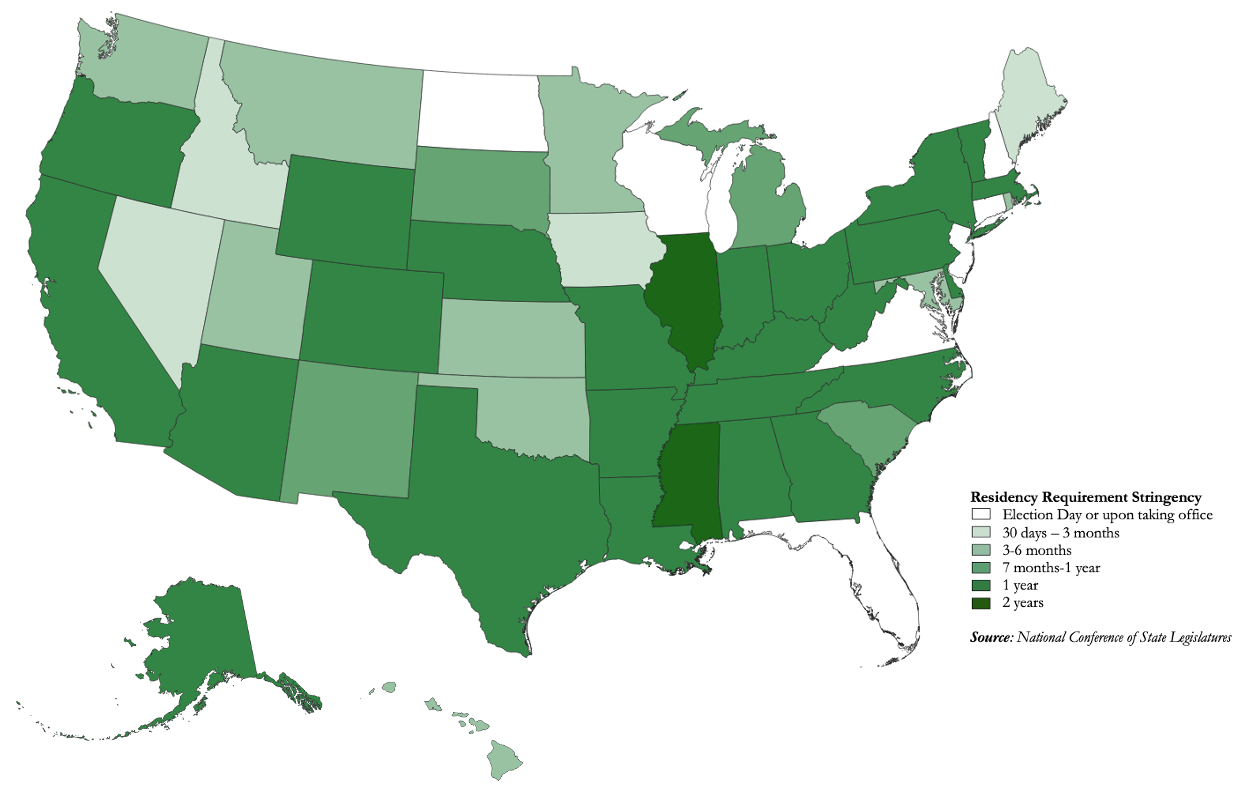 Residency Requirement Stringency
Election Day or upon taking office
30 days – 3 months
3-6 months
7 months-1 year
1 year
2 years
Source: National Conference of State Legislatures